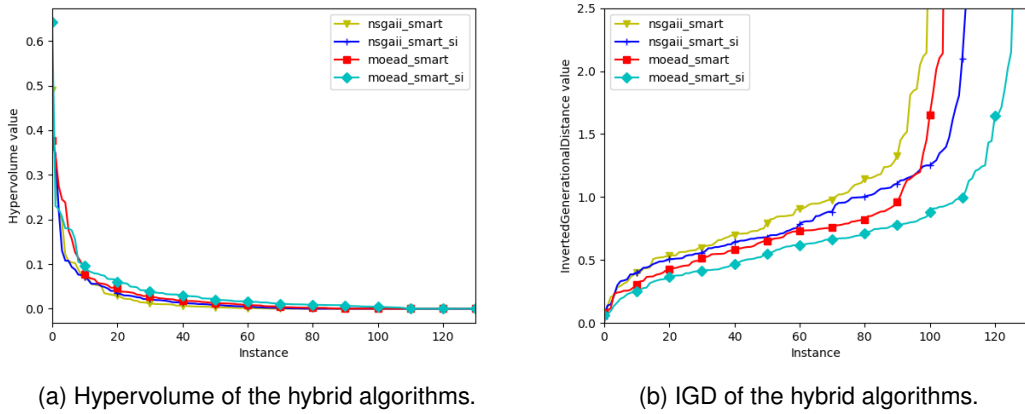 Hypervolume value
0.6
0.5
0.4
0.3
0.2
0.1
0.0
0 20 40 60 80 100 120
Instance
nsgaii_smart
nsgaii_smart_si
moead_smart
moead_smart_si
(a) Hypervolume of the hybrid algorithms.
InvertedGenerationalDistance value
2.5
2.0
1.5
1.0
0.5
0.0
0 20 40 60 80 100 120
Instance
nsgaii_smart
nsgaii_smart_si
moead_smart
moead_smart_si
(b) IGD of the hybrid algorithms.